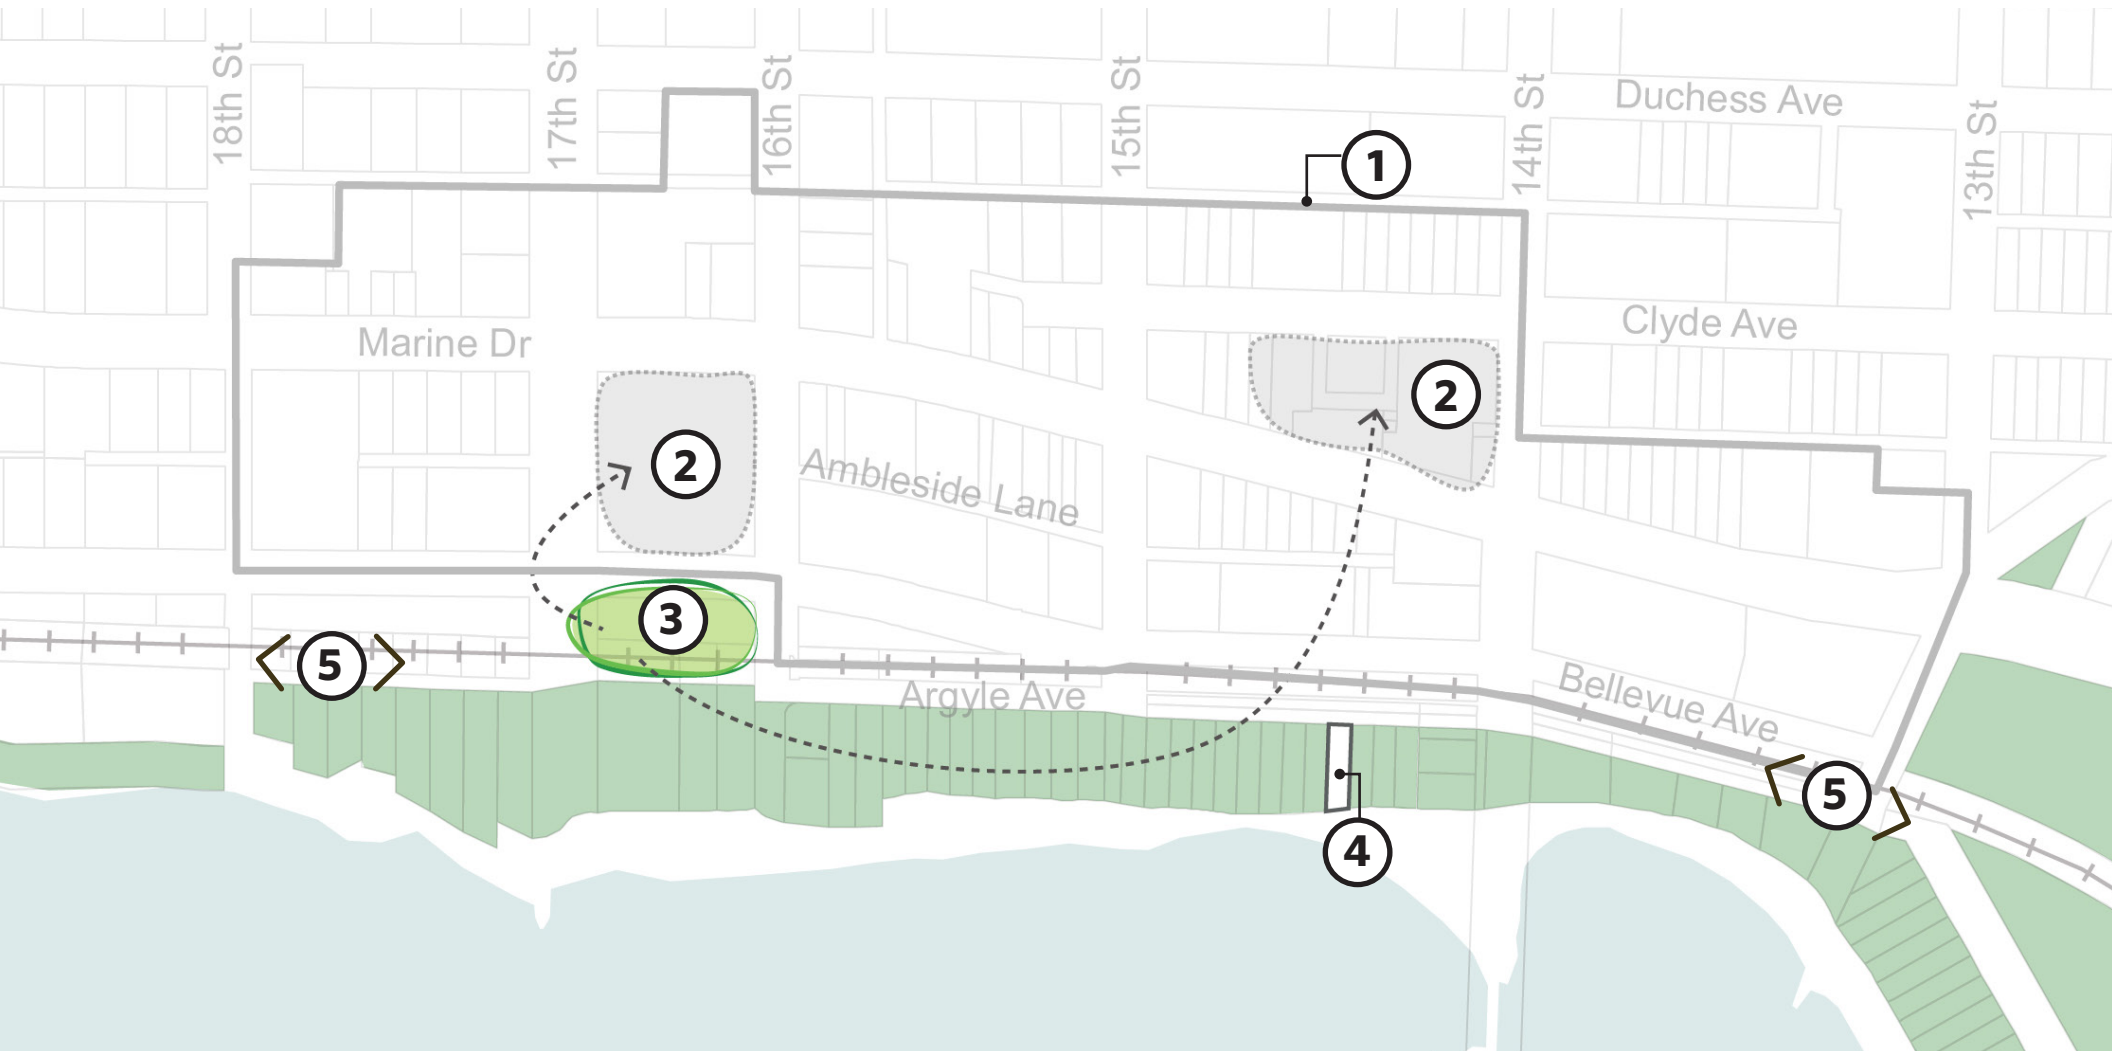 18th St
17th St
16th St
15th St
14th St
13th St
Duchess Ave
1
Clyde Ave
Marine Dr
2
2
Ambleside Lane
3
5
Argyle Ave
Bellevue Ave
5
4